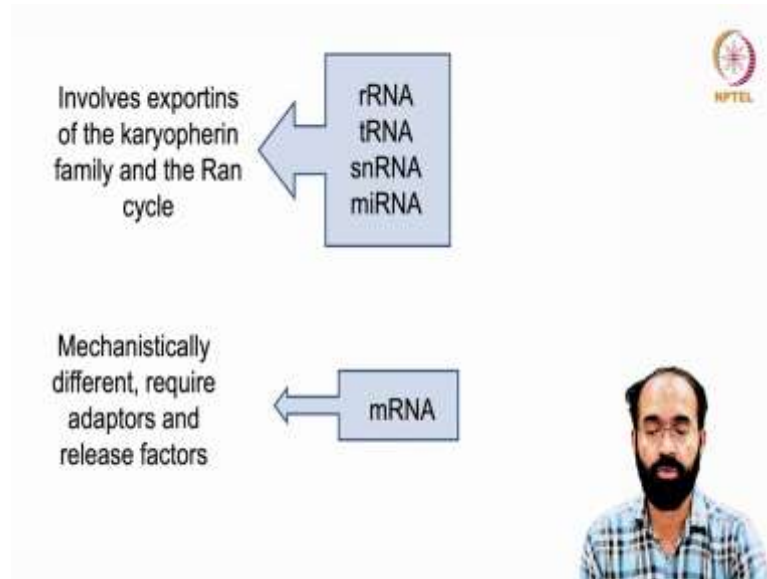 Involves exportins
of the karyopherin
family and the Ran
cycle
rRNA
tRNA
snRNA
miRNA
NPTEL
Mechanistically
different, require
adaptors and
release factors
mRNA